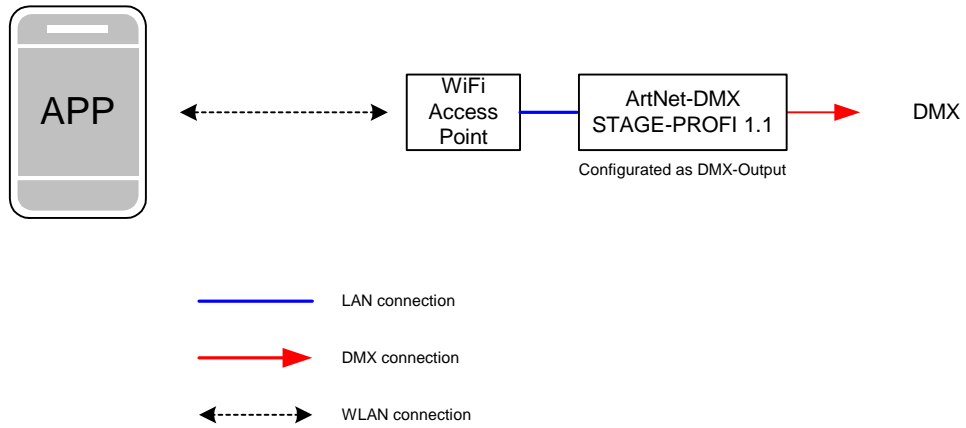 APP
WiFi
Access
Point
ArtNet-DMX
STAGE-PROFI 1.1
DMX
Configurated as DMX-Output
LAN connection
DMX connection
WLAN connection